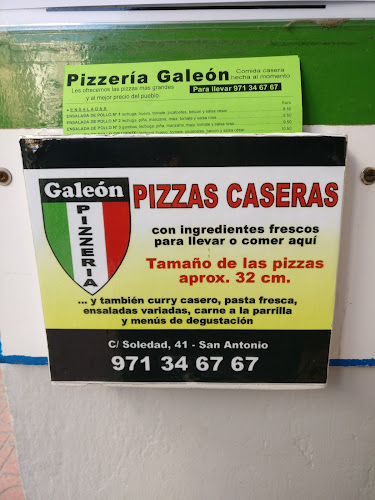 Pizzería Galeón
Comida casera
hecha al momento
Les ofrecemos las pizzas mas grandes
y al mejor precio del pueblo
Para llevar 971 34 67 67
ENSALADAS
Euro
ENSALADA DE POLLO Nº 1
ENSALADA DE POLLO Nº 2
ENSALADA DE POLLO Nº 3
Galeón
PIZZERIA
PIZZAS CASERAS
con ingredientes frescos
para llevar o comer aquí
Tamaño de las pizzas
aprox. 32 cm.
... y también curry casero, pasta fresca,
ensaladas variadas, carne a la parrilla
y menús de degustación
C/ Soledad, 41 - San Antonio
971 34 67 67